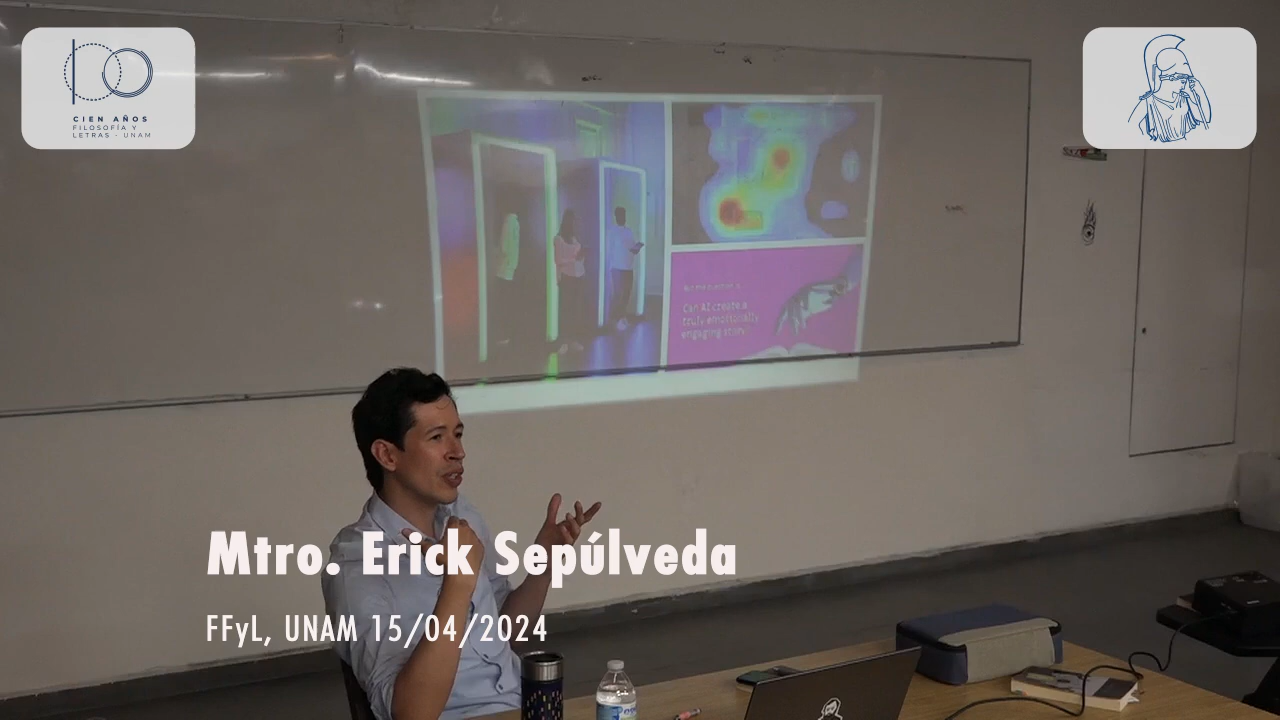 CIEN AÑOS
FILOSOFÍA Y
LETRAS - UNAM
Can AI create a
truly emotionally
engaging story?
Mtro. Erick Sepúlveda
FFyL, UNAM 15/04/2024